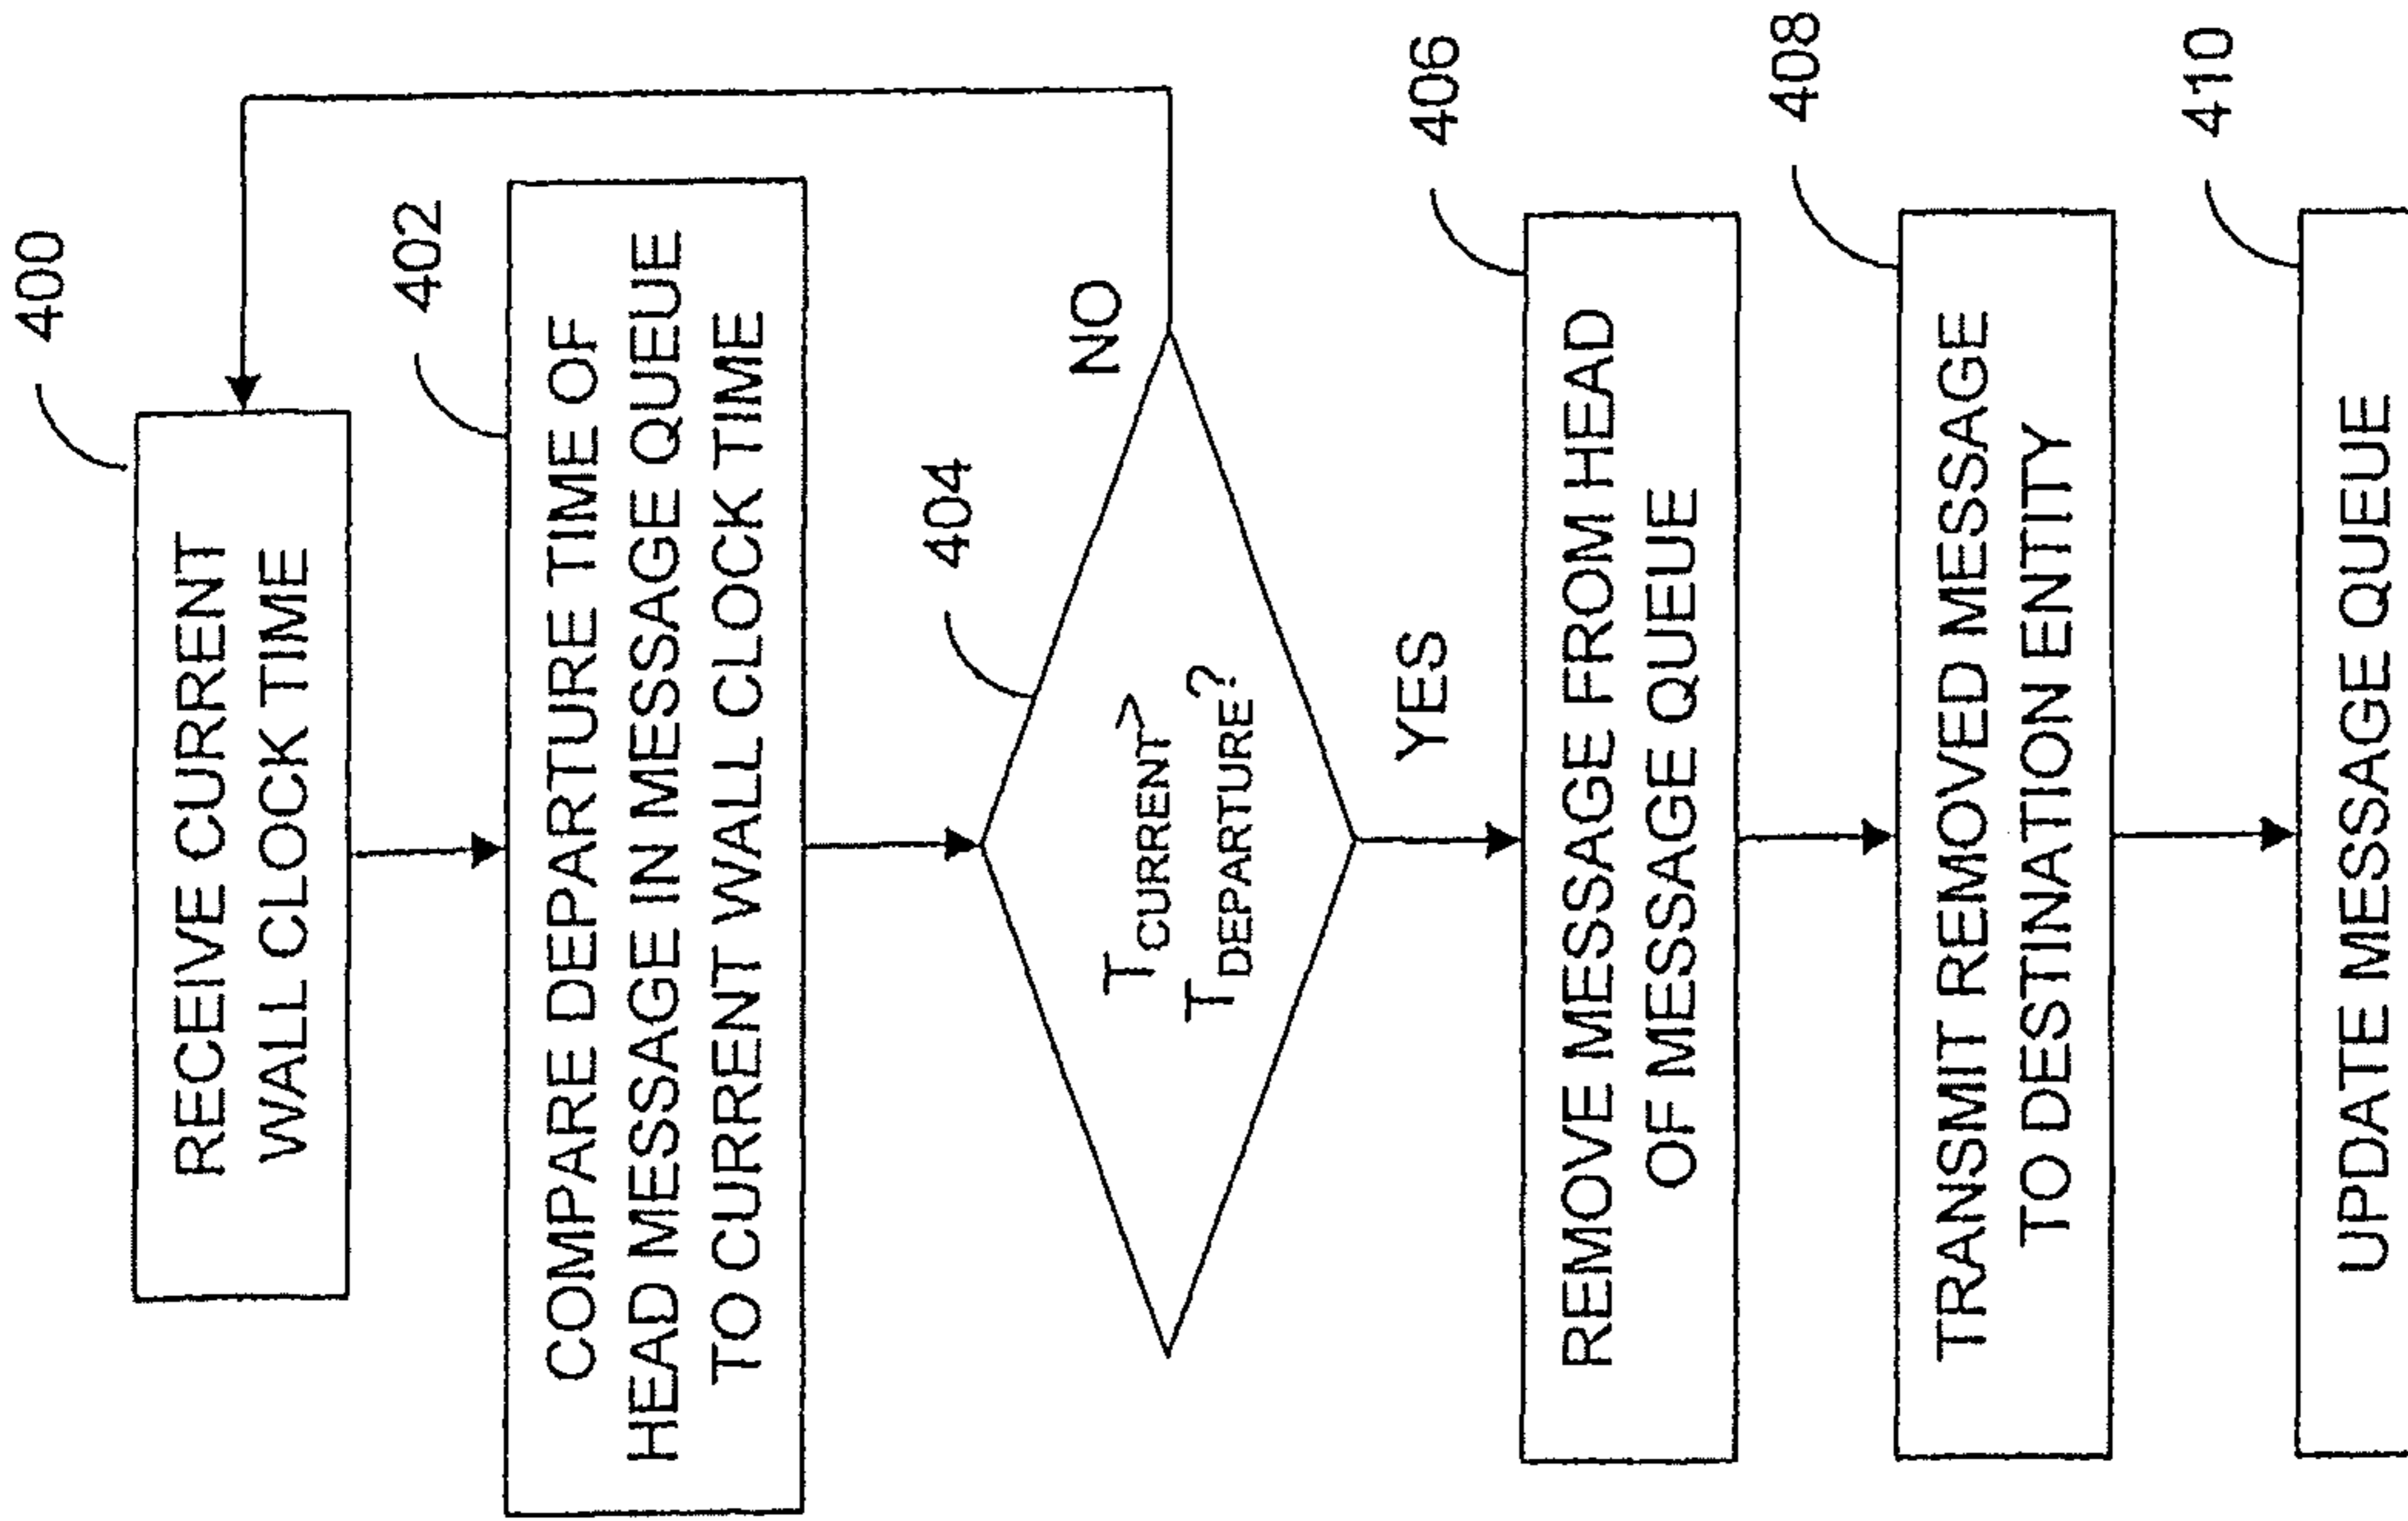 400
RECEIVE CURRENT
WALL CLOCK TIME
402
COMPARE DEPARTURE TIME OF
HEAD MESSAGE IN MESSAGE QUEUE
TO CURRENT WALL CLOCK TIME
404
T CURRENT >
T DEPARTURE?
NO
YES
406
REMOVE MESSAGE FROM HEAD
OF MESSAGE QUEUE
408
TRANSMIT REMOVED MESSAGE
TO DESTINATION ENTITY
410
UPDATE MESSAGE QUEUE